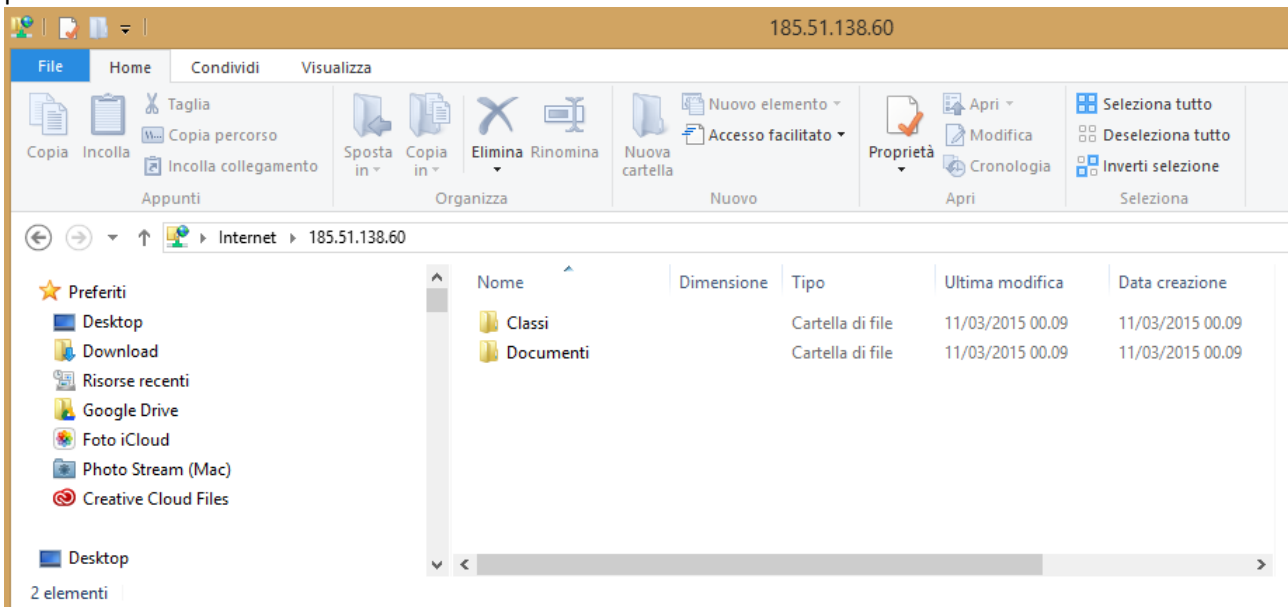 185.51.138.60
File Home Condividi Visualizza
Copia
Incolla
Taglia
Copia percorso
Incolla collegamento
Appunti
Sposta in
Copia in
Elimina
Rinomina
Organizza
Nuova cartella
Nuovo elemento
Accesso facilitato
Nuovo
Proprietà
Apri
Modifica
Cronologia
Apri
Seleziona tutto
Deseleziona tutto
Inverti selezione
Seleziona
Internet 185.51.138.60
Preferiti
Desktop
Download
Risorse recenti
Google Drive
Foto iCloud
Photo Stream (Mac)
Creative Cloud Files
Desktop
Nome Dimensione Tipo Ultima modifica Data creazione
Classi Cartella di file 11/03/2015 00.09 11/03/2015 00.09
Documenti Cartella di file 11/03/2015 00.09 11/03/2015 00.09
2 elementi